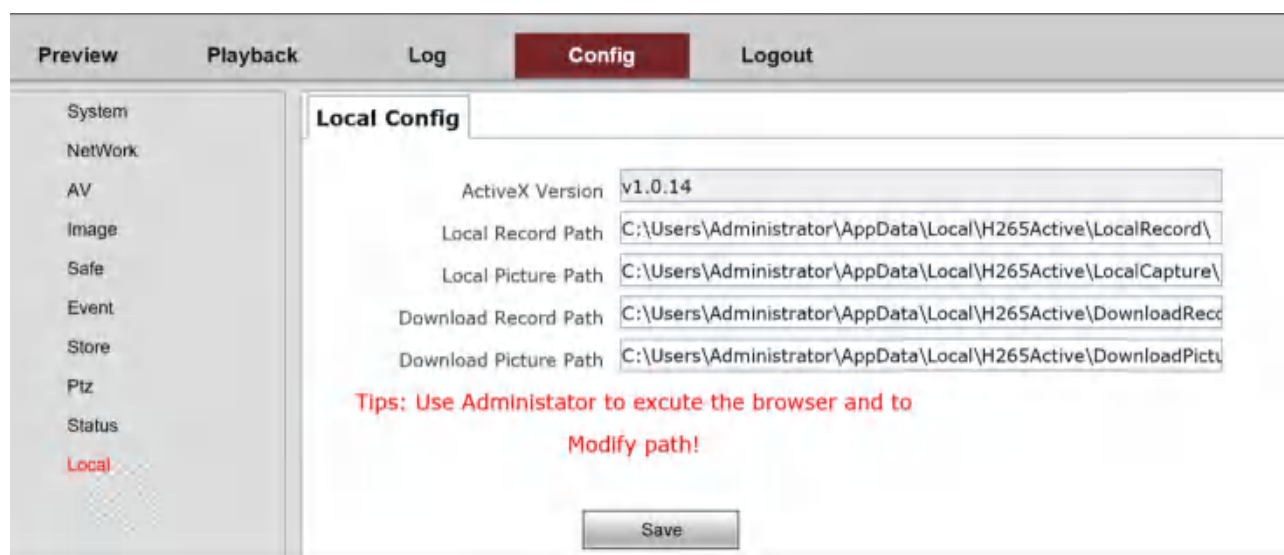 Preview Playback Log Config Logout
System
NetWork
AV
Image
Safe
Event
Store
Ptz
Status
Local
Local Config
ActiveX Version v1.0.14
Local Record Path C:\Users\Administrator\AppData\Local\H265Active\LocalRecord\
Local Picture Path C:\Users\Administrator\AppData\Local\H265Active\LocalCapture\
Download Record Path C:\Users\Administrator\AppData\Local\H265Active\DownloadRecc
Download Picture Path C:\Users\Administrator\AppData\Local\H265Active\DownloadPictu
Tips: Use Administator to excute the browser and to
Modify path!
Save